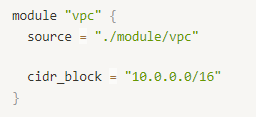 module "vpc" {
  source = "./module/vpc"

  cidr_block = "10.0.0.0/16"
}